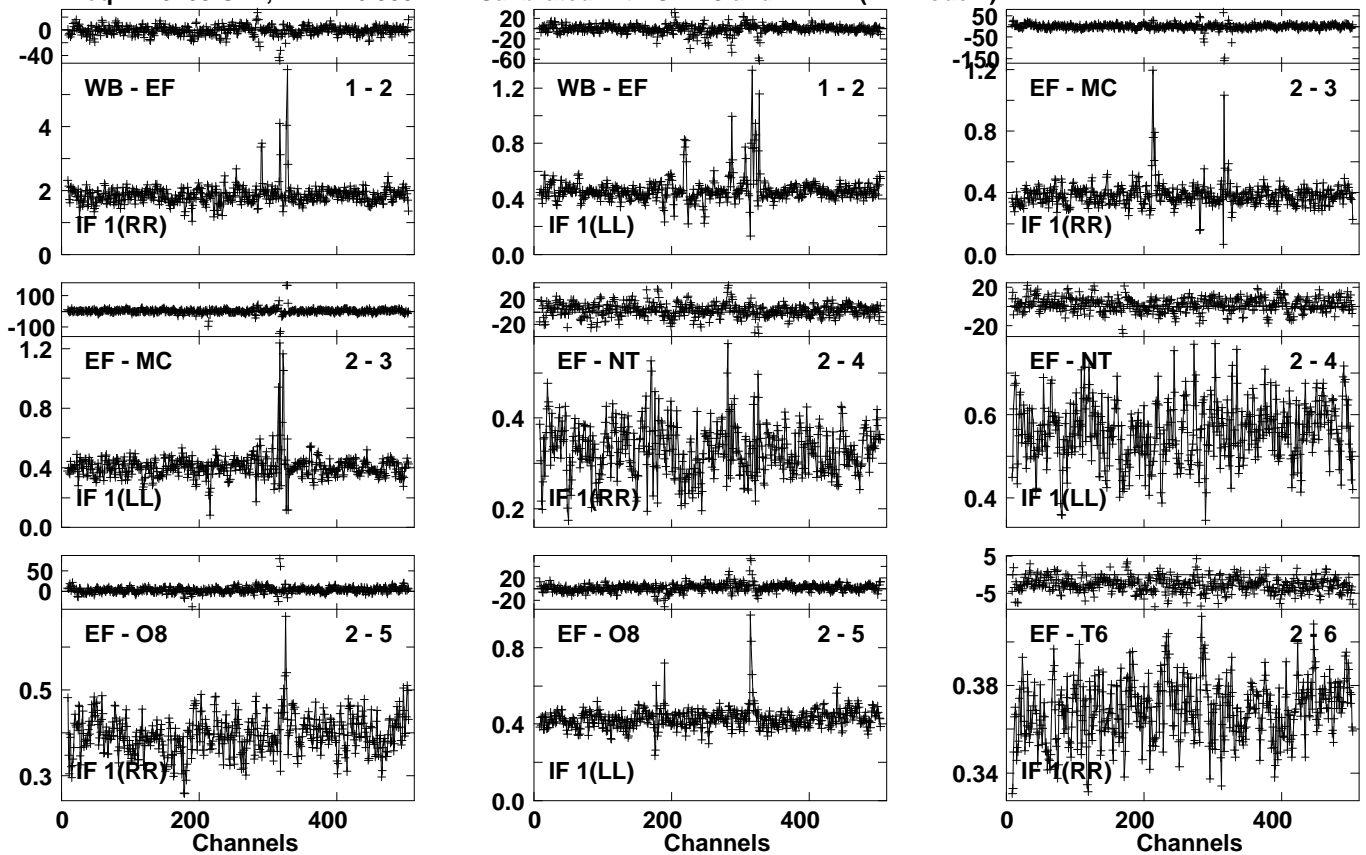 0
-40
WB - EF 1 - 2
4
2
0
IF 1(RR)
20
-20
-60
WB - EF 1 - 2
1.2
0.8
0.4
0.0
IF 1(LL)
50
-50
-150
EF - MC 2 - 3
1.2
0.8
0.4
0.0
IF 1(RR)
100
-100
EF - MC 2 - 3
1.2
0.8
0.4
0.0
IF 1(LL)
20
-20
EF - NT 2 - 4
0.4
0.2
IF 1(RR)
20
-20
EF - NT 2 - 4
0.6
0.4
IF 1(LL)
50
0
EF - O8 2 - 5
0.5
0.3
IF 1(RR)
0 200 400
Channels
20
-20
EF - O8 2 - 5
0.8
0.4
0.0
IF 1(LL)
0 200 400
Channels
5
-5
EF - T6 2 - 6
0.38
0.34
IF 1(RR)
0 200 400
Channels